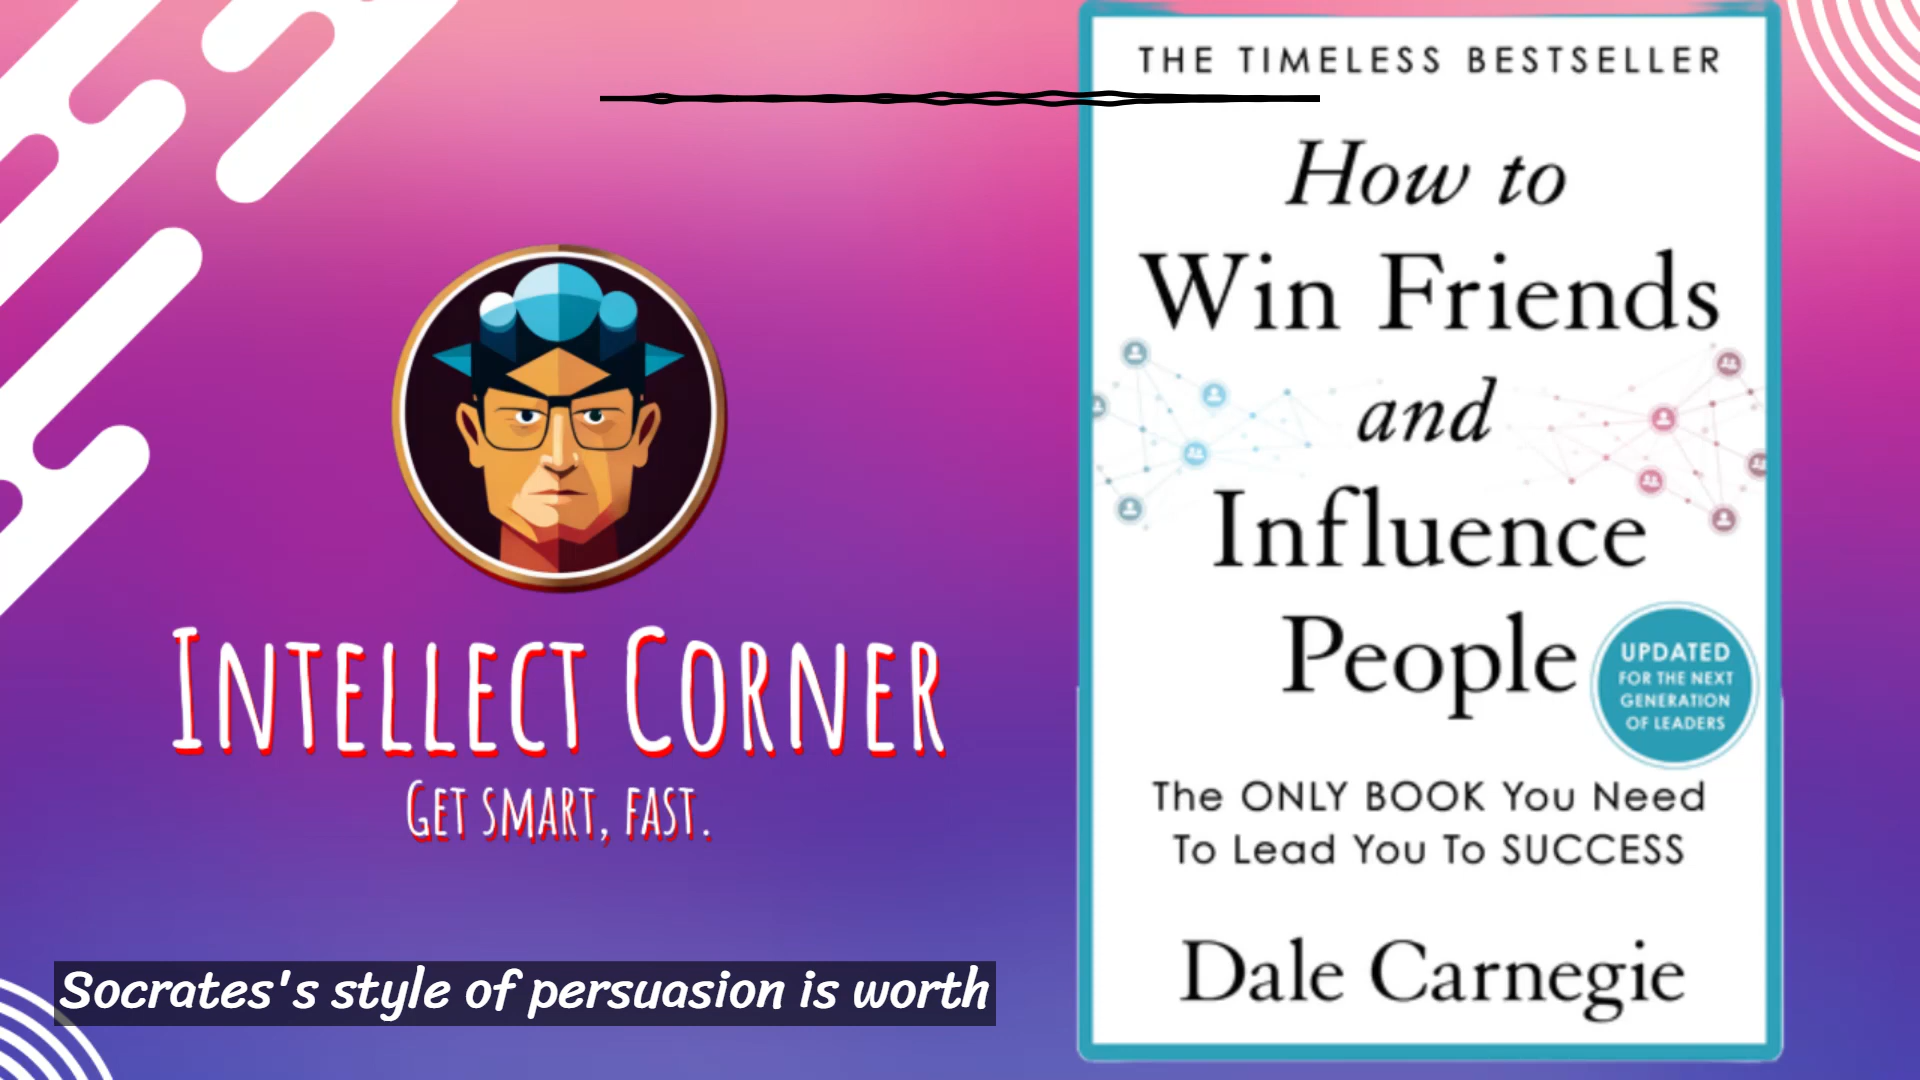 THE TIMELESS BESTSELLER
How to
Win Friends
and
Influence
People
UPDATED
FOR THE NEXT
GENERATION
OF LEADERS
The ONLY BOOK You Need
To Lead You To SUCCESS
Dale Carnegie
INTELLECT CORNER
GET SMART, FAST.
Socrates's style of persuasion is worth